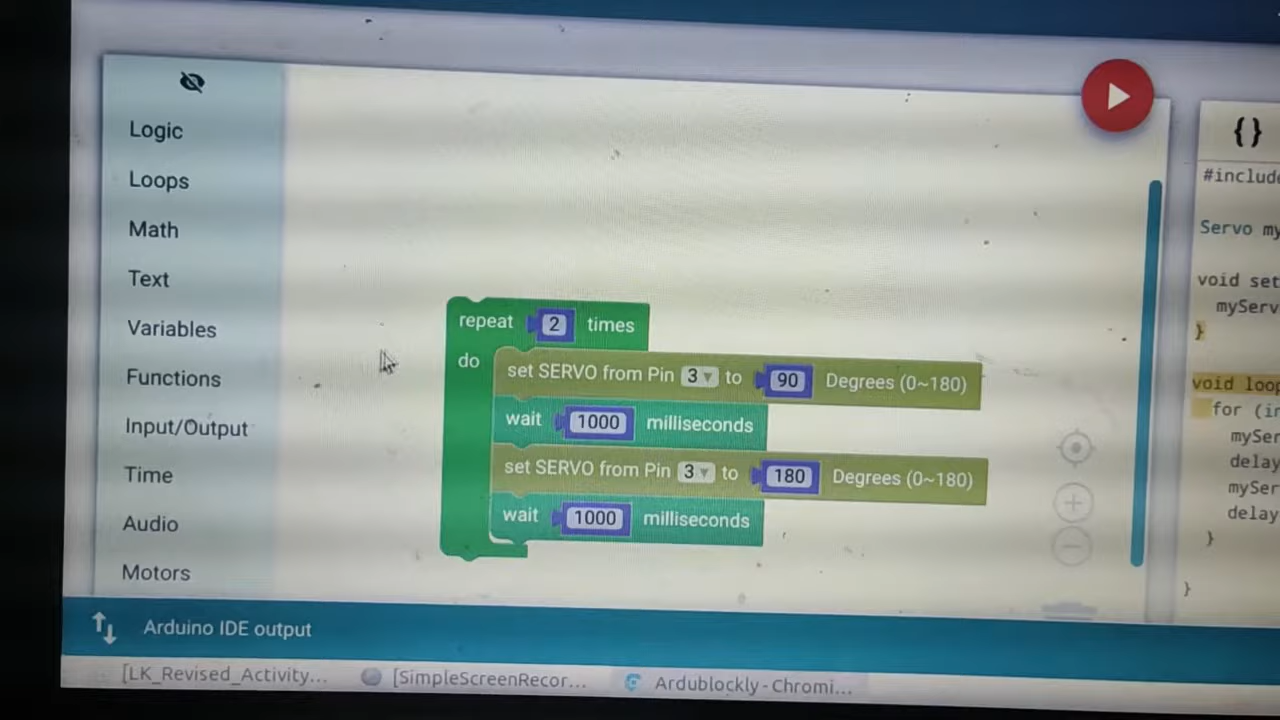 Logic
Loops
Math
Text
Variables
Functions
Input/Output
Time
Audio
Motors
repeat 2 times
do
set SERVO from Pin 3 to 90 Degrees (0~180)
wait 1000 milliseconds
set SERVO from Pin 3 to 180 Degrees (0~180)
wait 1000 milliseconds
{}
#include
Servo my
void set
myServ
}
void loop
for (in
mySer
delay
mySer
delay
}
}
Arduino IDE output
[LK_Revised_Activity...
[SimpleScreenRecor...
Ardublockly - Chromi...